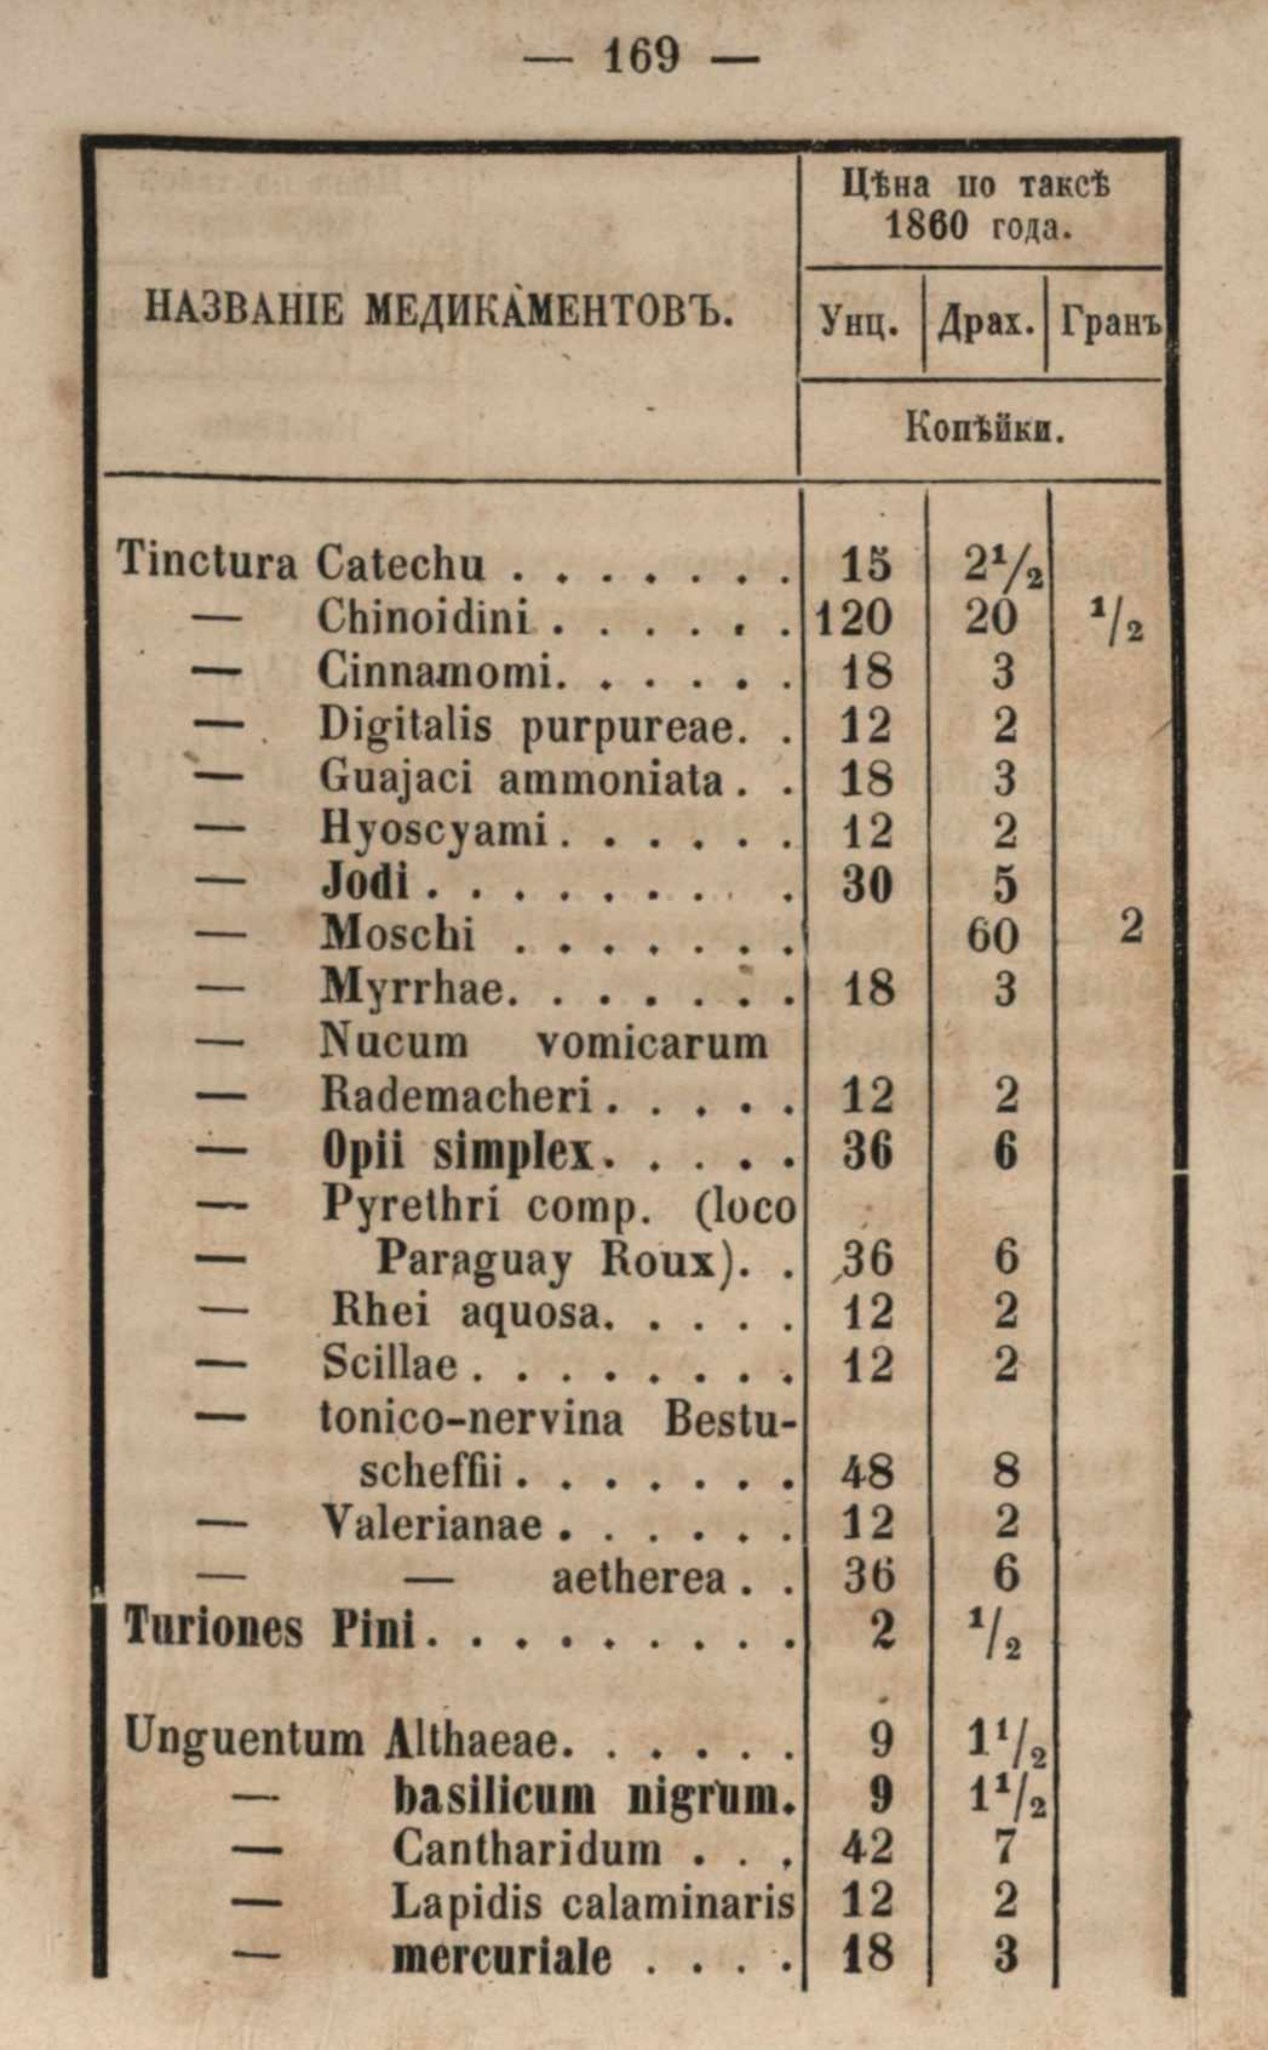 — 169 —
Цѣна по таксѣ
1860 года.
НАЗВАНІЕ МЕДИКАМЕНТОВЪ.
Унц. Драх. Гранъ
Копѣйки.
Tinctura Catechu . . . . . . . 15 2¹/₂
— Chinoidini . . . . . . 120 20 ¹/₂
— Cinnamomi. . . . . . 18 3
— Digitalis purpureae. . 12 2
— Guajaci ammoniata . . 18 3
— Hyoscyami . . . . . . 12 2
— Jodi . . . . . . . . . 30 5
— Moschi . . . . . . . 60 2
— Myrrhae. . . . . . . 18 3
— Nucum vomicarum
— Rademacheri . . . . . 12 2
— Opii simplex. . . . . 36 6
— Pyrethri comp. (loco
— Paraguay Roux). . 36 6
— Rhei aquosa. . . . . 12 2
— Scillae . . . . . . . . 12 2
— tonico-nervina Bestu-
scheffii . . . . . . . 48 8
— Valerianae . . . . . . 12 2
— — aetherea . . 36 6
Turiones Pini. . . . . . . . . 2 ¹/₂
Unguentum Althaeae. . . . . . 9 1¹/₂
— basilicum nigrum. 9 1¹/₂
— Cantharidum . . . 42 7
— Lapidis calaminaris 12 2
— mercuriale . . . . 18 3